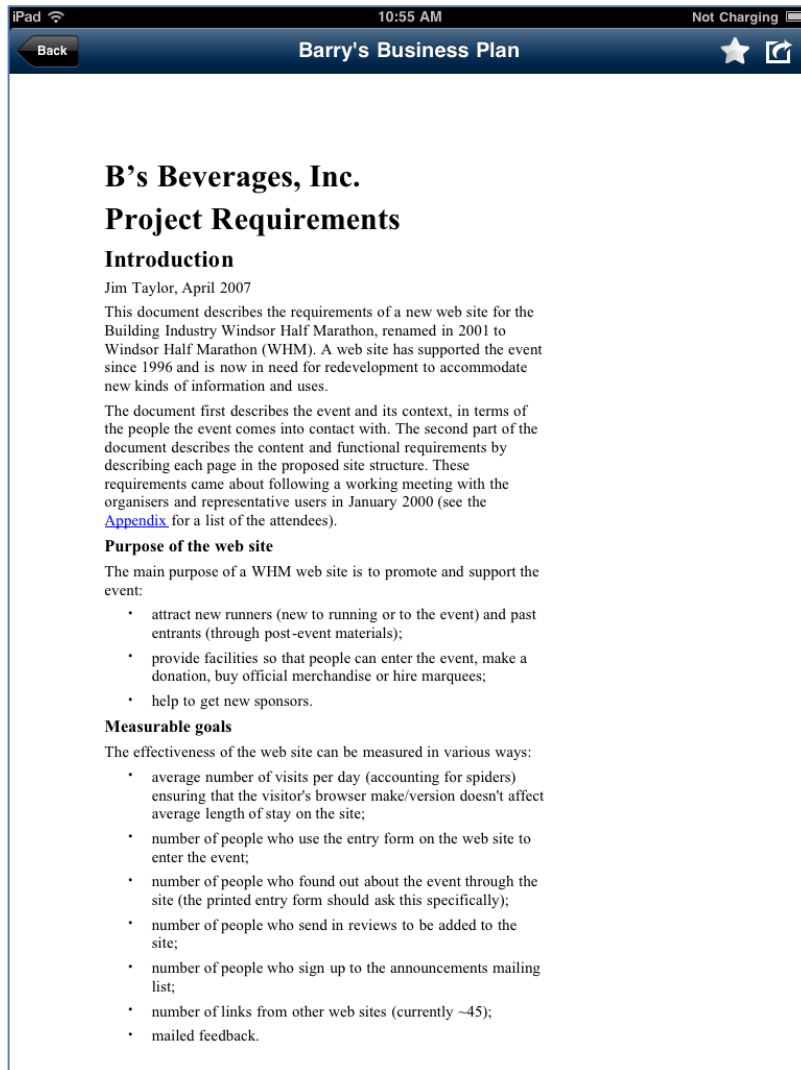 iPad 10:55 AM Not Charging
Back Barry's Business Plan
B’s Beverages, Inc.
Project Requirements
Introduction
Jim Taylor, April 2007
This document describes the requirements of a new web site for the
Building Industry Windsor Half Marathon, renamed in 2001 to
Windsor Half Marathon (WHM). A web site has supported the event
since 1996 and is now in need for redevelopment to accommodate
new kinds of information and uses.
The document first describes the event and its context, in terms of
the people the event comes into contact with. The second part of the
document describes the content and functional requirements by
describing each page in the proposed site structure. These
requirements came about following a working meeting with the
organisers and representative users in January 2000 (see the
Appendix for a list of the attendees).
Purpose of the web site
The main purpose of a WHM web site is to promote and support the
event:
• attract new runners (new to running or to the event) and past
entrants (through post-event materials);
• provide facilities so that people can enter the event, make a
donation, buy official merchandise or hire marquees;
• help to get new sponsors.
Measurable goals
The effectiveness of the web site can be measured in various ways:
• average number of visits per day (accounting for spiders)
ensuring that the visitor's browser make/version doesn't affect
average length of stay on the site;
• number of people who use the entry form on the web site to
enter the event;
• number of people who found out about the event through the
site (the printed entry form should ask this specifically);
• number of people who send in reviews to be added to the
site;
• number of people who sign up to the announcements mailing
list;
• number of links from other web sites (currently ~45);
• mailed feedback.